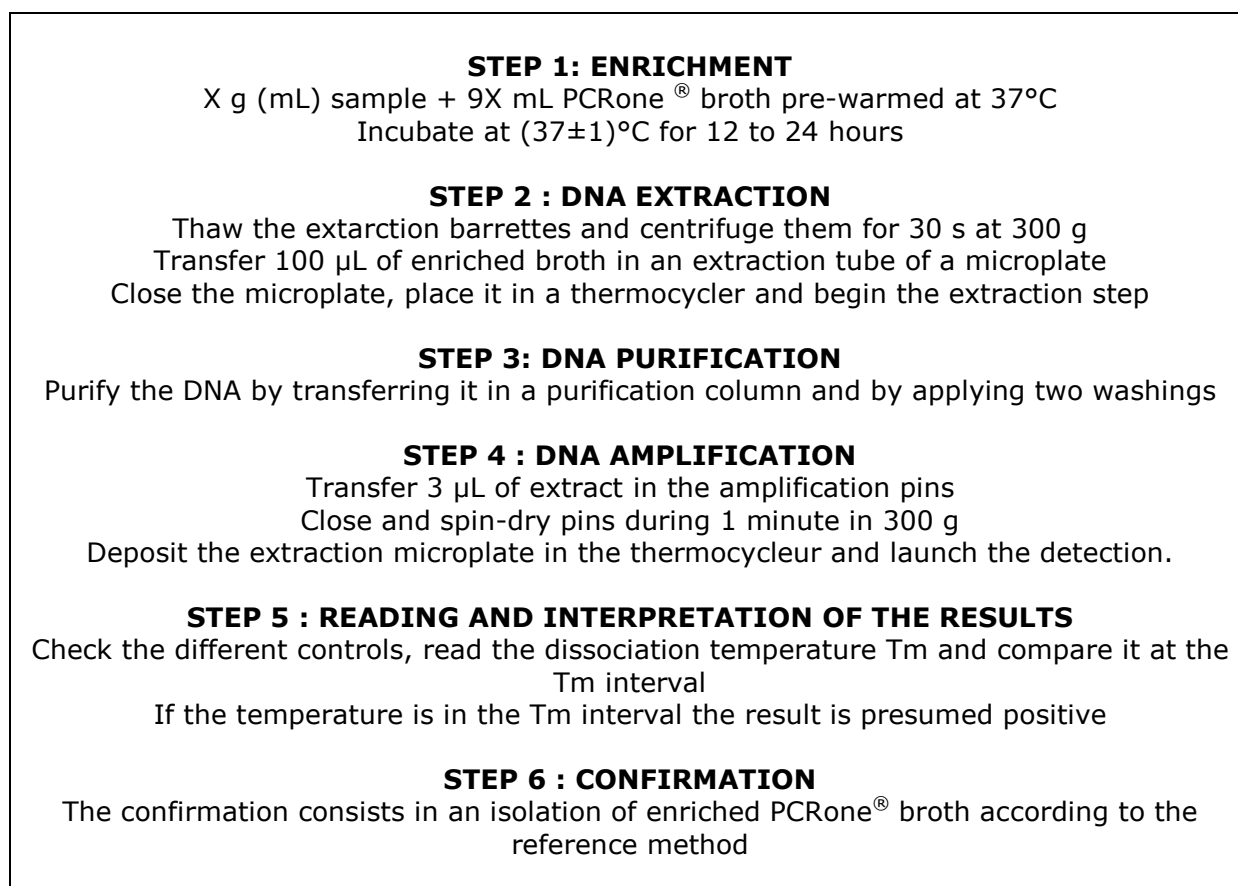 STEP 1: ENRICHMENT
X g (mL) sample + 9X mL PCRone ® broth pre-warmed at 37°C
Incubate at (37±1)°C for 12 to 24 hours
STEP 2 : DNA EXTRACTION
Thaw the extarction barrettes and centrifuge them for 30 s at 300 g
Transfer 100 µL of enriched broth in an extraction tube of a microplate
Close the microplate, place it in a thermocycler and begin the extraction step
STEP 3: DNA PURIFICATION
Purify the DNA by transferring it in a purification column and by applying two washings
STEP 4 : DNA AMPLIFICATION
Transfer 3 µL of extract in the amplification pins
Close and spin-dry pins during 1 minute in 300 g
Deposit the extraction microplate in the thermocycleur and launch the detection.
STEP 5 : READING AND INTERPRETATION OF THE RESULTS
Check the different controls, read the dissociation temperature Tm and compare it at the
Tm interval
If the temperature is in the Tm interval the result is presumed positive
STEP 6 : CONFIRMATION
The confirmation consists in an isolation of enriched PCRone® broth according to the
reference method